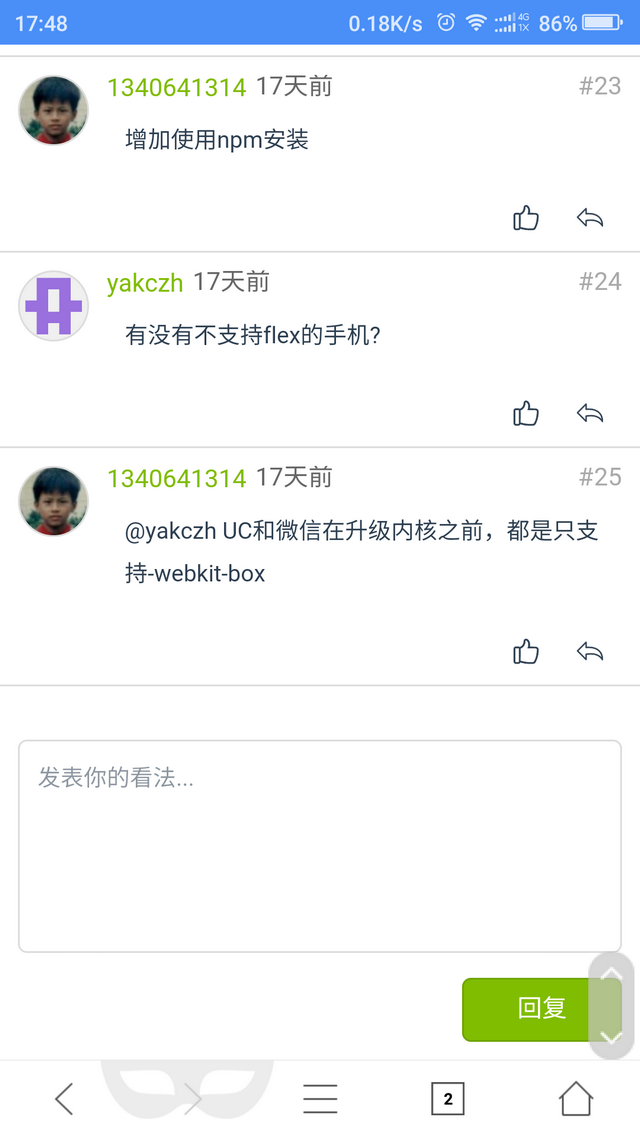 17:48 0.18K/s 4G 1X 86%
1340641314 17天前 #23
增加使用npm安装
yakczh 17天前 #24
有没有不支持flex的手机?
1340641314 17天前 #25
@yakczh UC和微信在升级内核之前，都是只支
持-webkit-box
发表你的看法...
回复
2